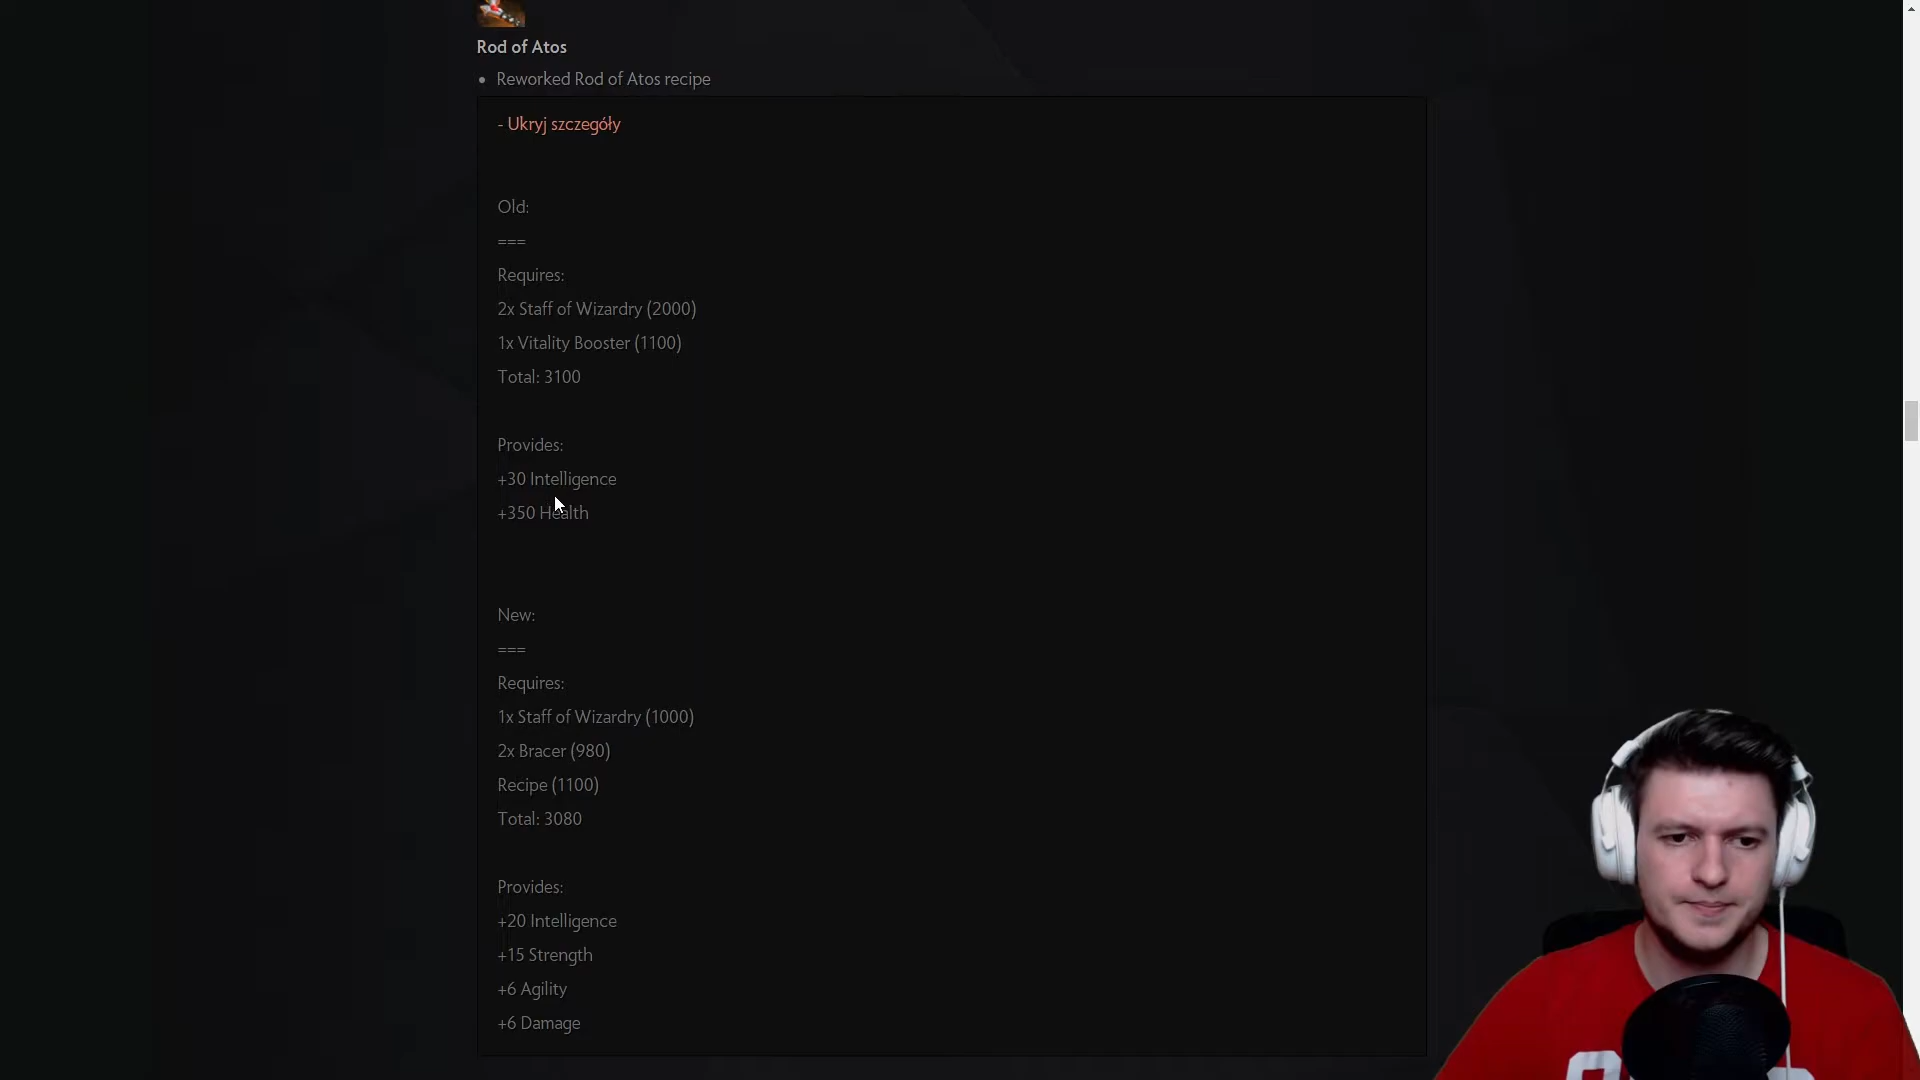 Rod of Atos
• Reworked Rod of Atos recipe
- Ukryj szczegóły
Old:
===
Requires:
2x Staff of Wizardry (2000)
1x Vitality Booster (1100)
Total: 3100
Provides:
+30 Intelligence
+350 Health
New:
===
Requires:
1x Staff of Wizardry (1000)
2x Bracer (980)
Recipe (1100)
Total: 3080
Provides:
+20 Intelligence
+15 Strength
+6 Agility
+6 Damage